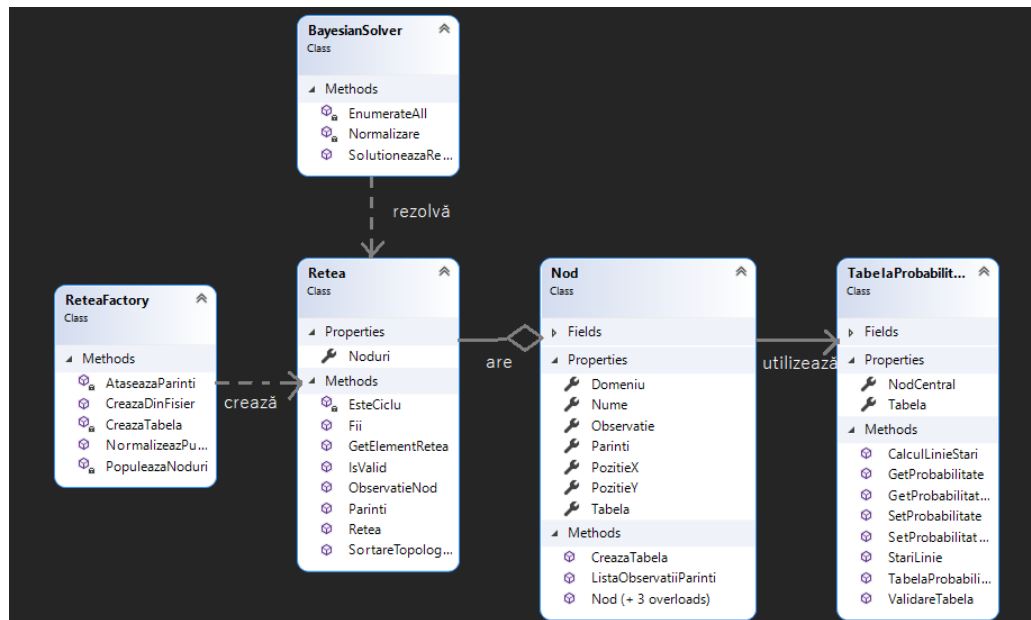 BayesianSolver
Class
Methods
EnumerateAll
Normalizare
SolutioneazaRe...
rezolvă
ReteaFactory
Class
Methods
AtaseazaParinti
CreazaDinFisier
CreazaTabela
NormalizeazPu...
PopuleazaNoduri
crează
Retea
Class
Properties
Noduri
Methods
EsteCiclu
Fii
GetElementRetea
IsValid
ObservatieNod
Parinti
Retea
SortareTopolog...
are
Nod
Class
Fields
Properties
Domeniu
Nume
Observatie
Parinti
PozitieX
PozitieY
Tabela
Methods
CreazaTabela
ListaObservatiiParinti
Nod (+ 3 overloads)
utilizează
TabelaProbabilit...
Class
Fields
Properties
NodCentral
Tabela
Methods
CalculLinieStari
GetProbabilitate
GetProbabilitat...
SetProbabilitate
SetProbabilitat...
StariLinie
TabelaProbabili...
ValidareTabela